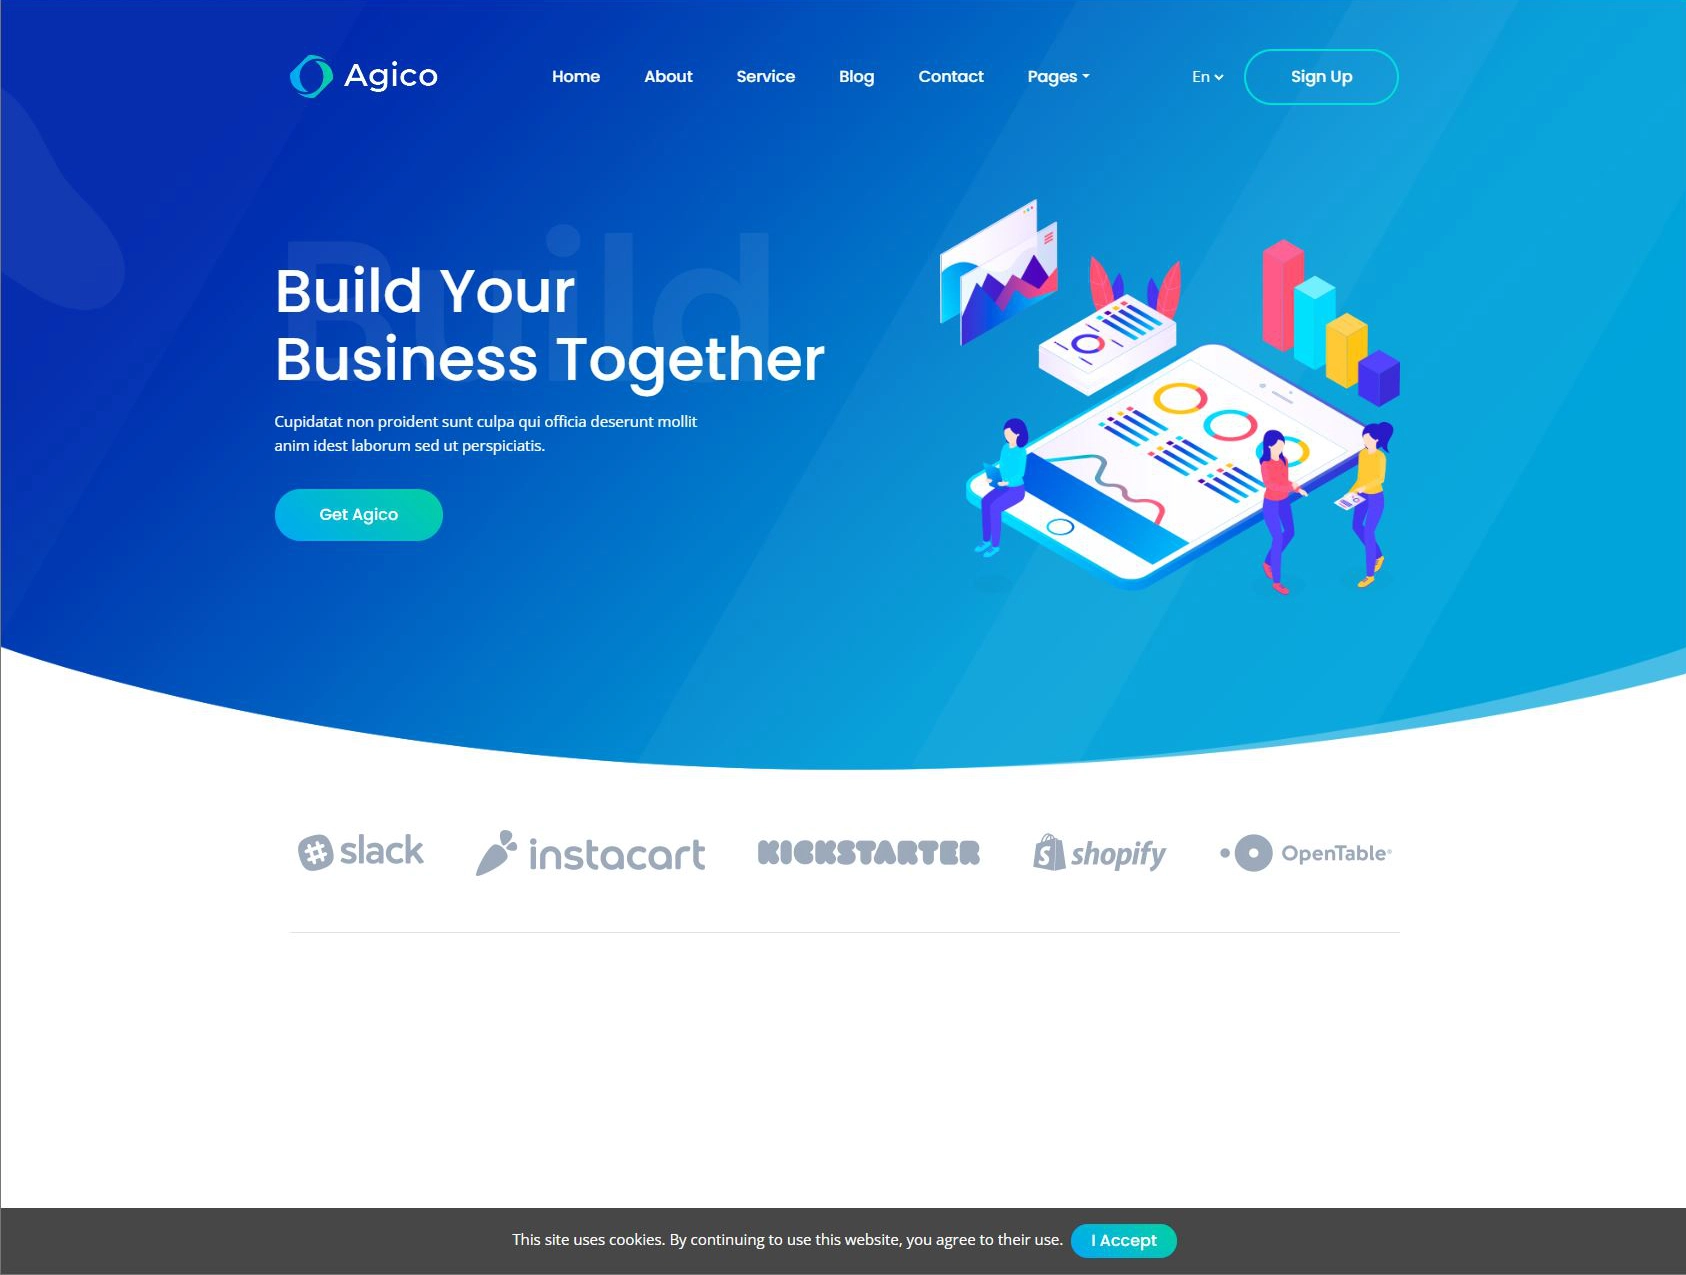 Agico
Home About Service Blog Contact Pages En Sign Up
Build
Build Your
Business Together
Cupidatat non proident sunt culpa qui officia deserunt mollit
anim idest laborum sed ut perspiciatis.
Get Agico
slack instacart KICKSTARTER shopify OpenTable®
This site uses cookies. By continuing to use this website, you agree to their use. I Accept